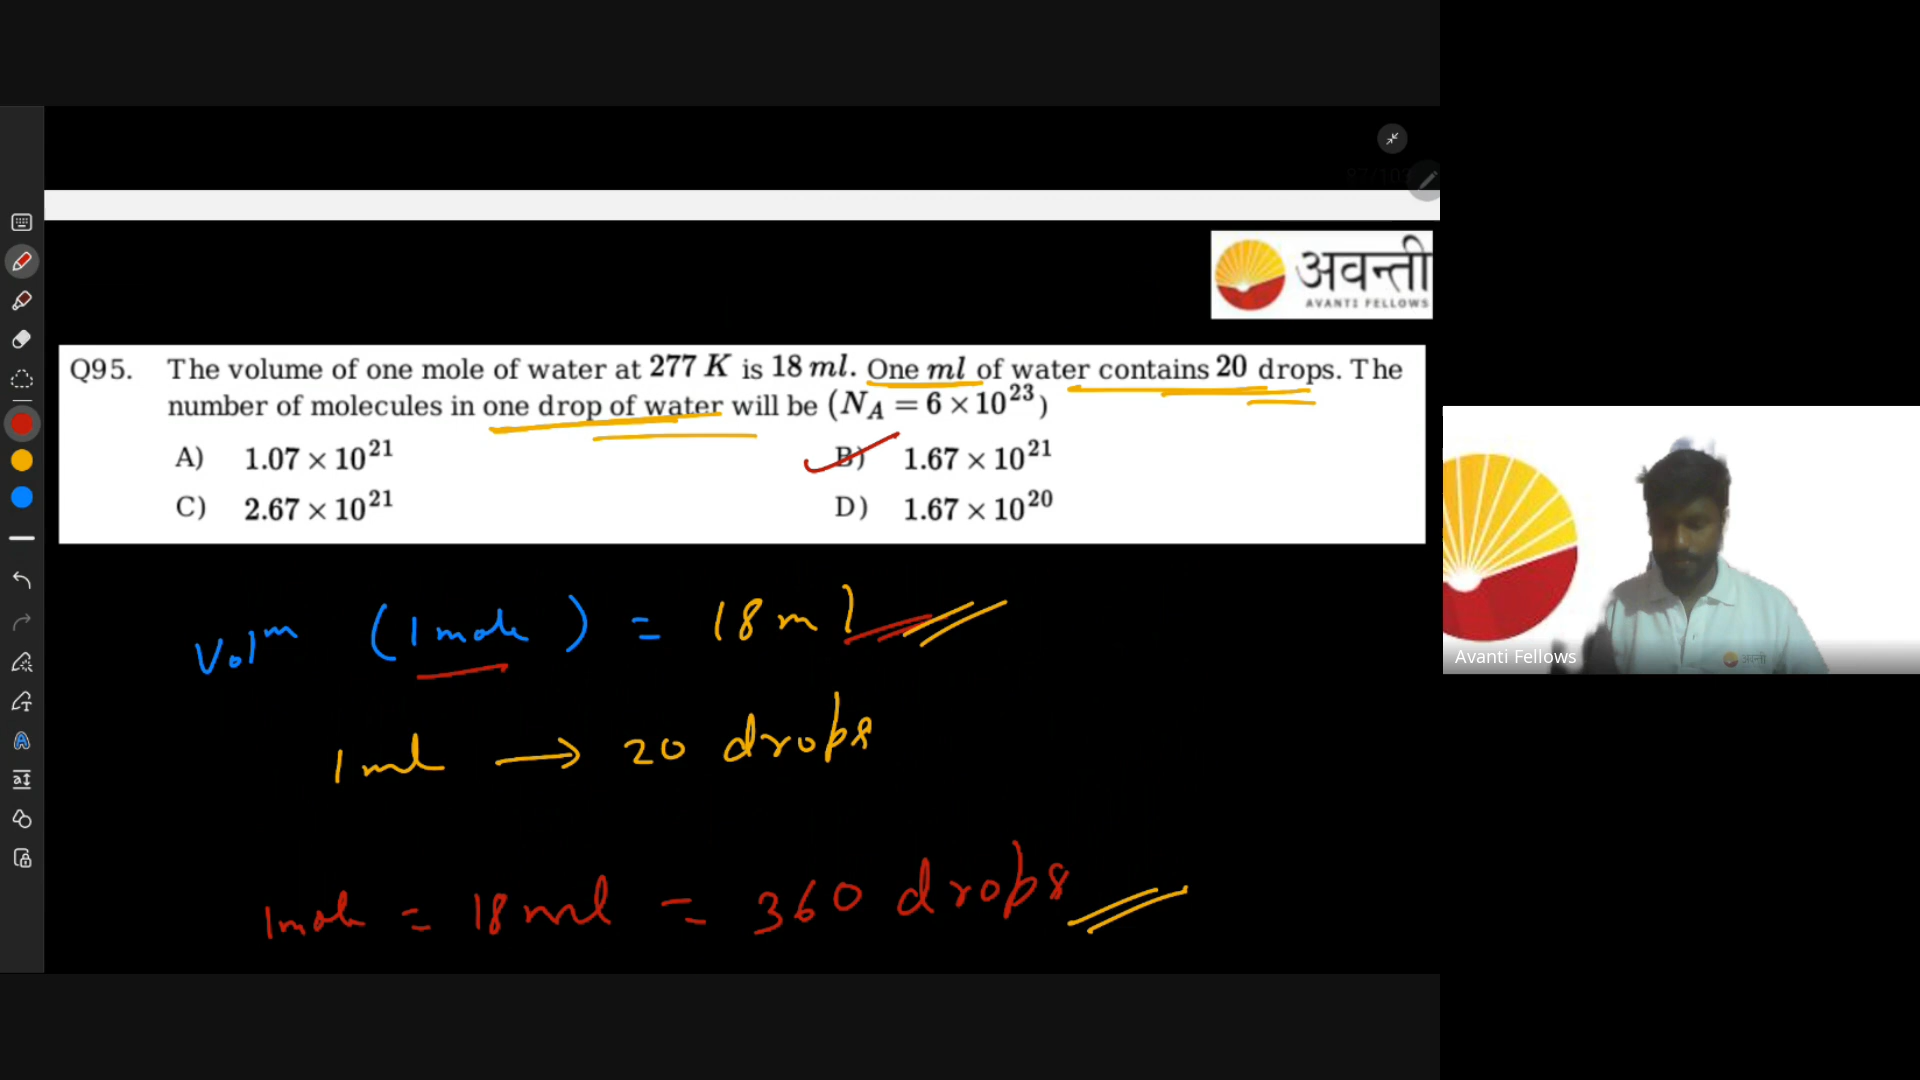 87/103
अवन्ती
AVANTI FELLOWS
Q95. The volume of one mole of water at 277 K is 18 ml. One ml of water contains 20 drops. The
number of molecules in one drop of water will be (N_A = 6 × 10^23)
A) 1.07 × 10^21 B) 1.67 × 10^21
C) 2.67 × 10^21 D) 1.67 × 10^20
Vol^m (1 mole) = 18 ml
1 ml → 20 drops
1 mole = 18 ml = 360 drops
अवन्ती
Avanti Fellows